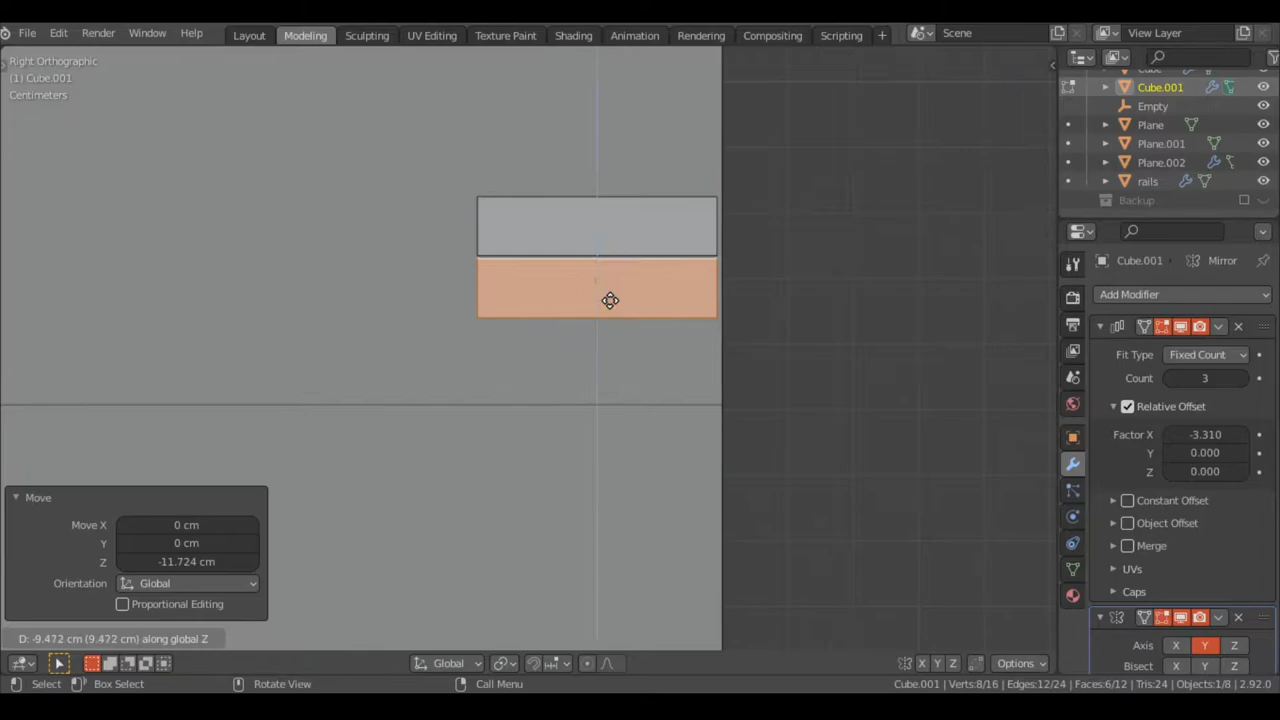 File Edit Render Window Help Layout Modeling Sculpting UV Editing Texture Paint Shading Animation Rendering Compositing Scripting + Scene View Layer
Right Orthographic
(1) Cube.001
Centimeters
Cube.001
Empty
Plane
Plane.001
Plane.002
rails
Backup
Cube.001 Mirror
Add Modifier
Fit Type Fixed Count
Count 3
Relative Offset
Factor X -3.310
Y 0.000
Z 0.000
Constant Offset
Object Offset
Merge
UVs
Caps
Axis X Y Z
Bisect X Y Z
Move
Move X 0 cm
Y 0 cm
Z -11.724 cm
Orientation Global
Proportional Editing
D: -9.472 cm (9.472 cm) along global Z
Global X Y Z Options
Select Box Select Rotate View Call Menu Cube.001 | Verts:8/16 | Edges:12/24 | Faces:6/12 | Tris:24 | Objects:1/8 | 2.92.0